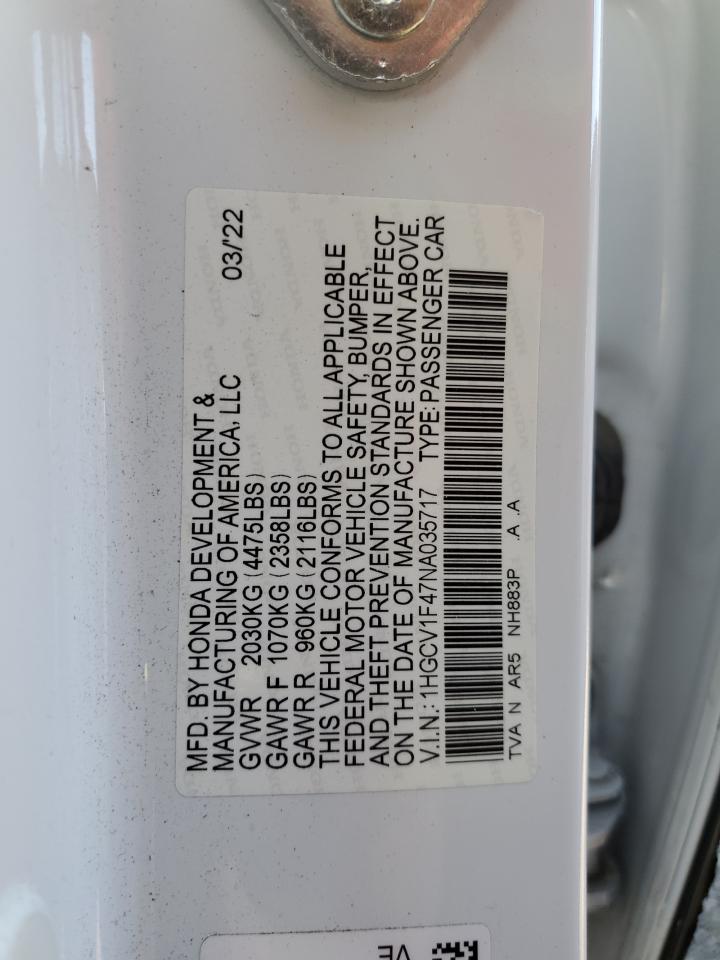 MFD. BY HONDA DEVELOPMENT &
MANUFACTURING OF AMERICA, LLC 03/'22
GVWR 2030KG (4475LBS)
GAWR F 1070KG (2358LBS)
GAWR R 960KG (2116LBS)
THIS VEHICLE CONFORMS TO ALL APPLICABLE
FEDERAL MOTOR VEHICLE SAFETY, BUMPER,
AND THEFT PREVENTION STANDARDS IN EFFECT
ON THE DATE OF MANUFACTURE SHOWN ABOVE.
V.I.N.: 1HGCV1F47NA035717 TYPE: PASSENGER CAR
TVA N AR5 NH883P .A .A
VE